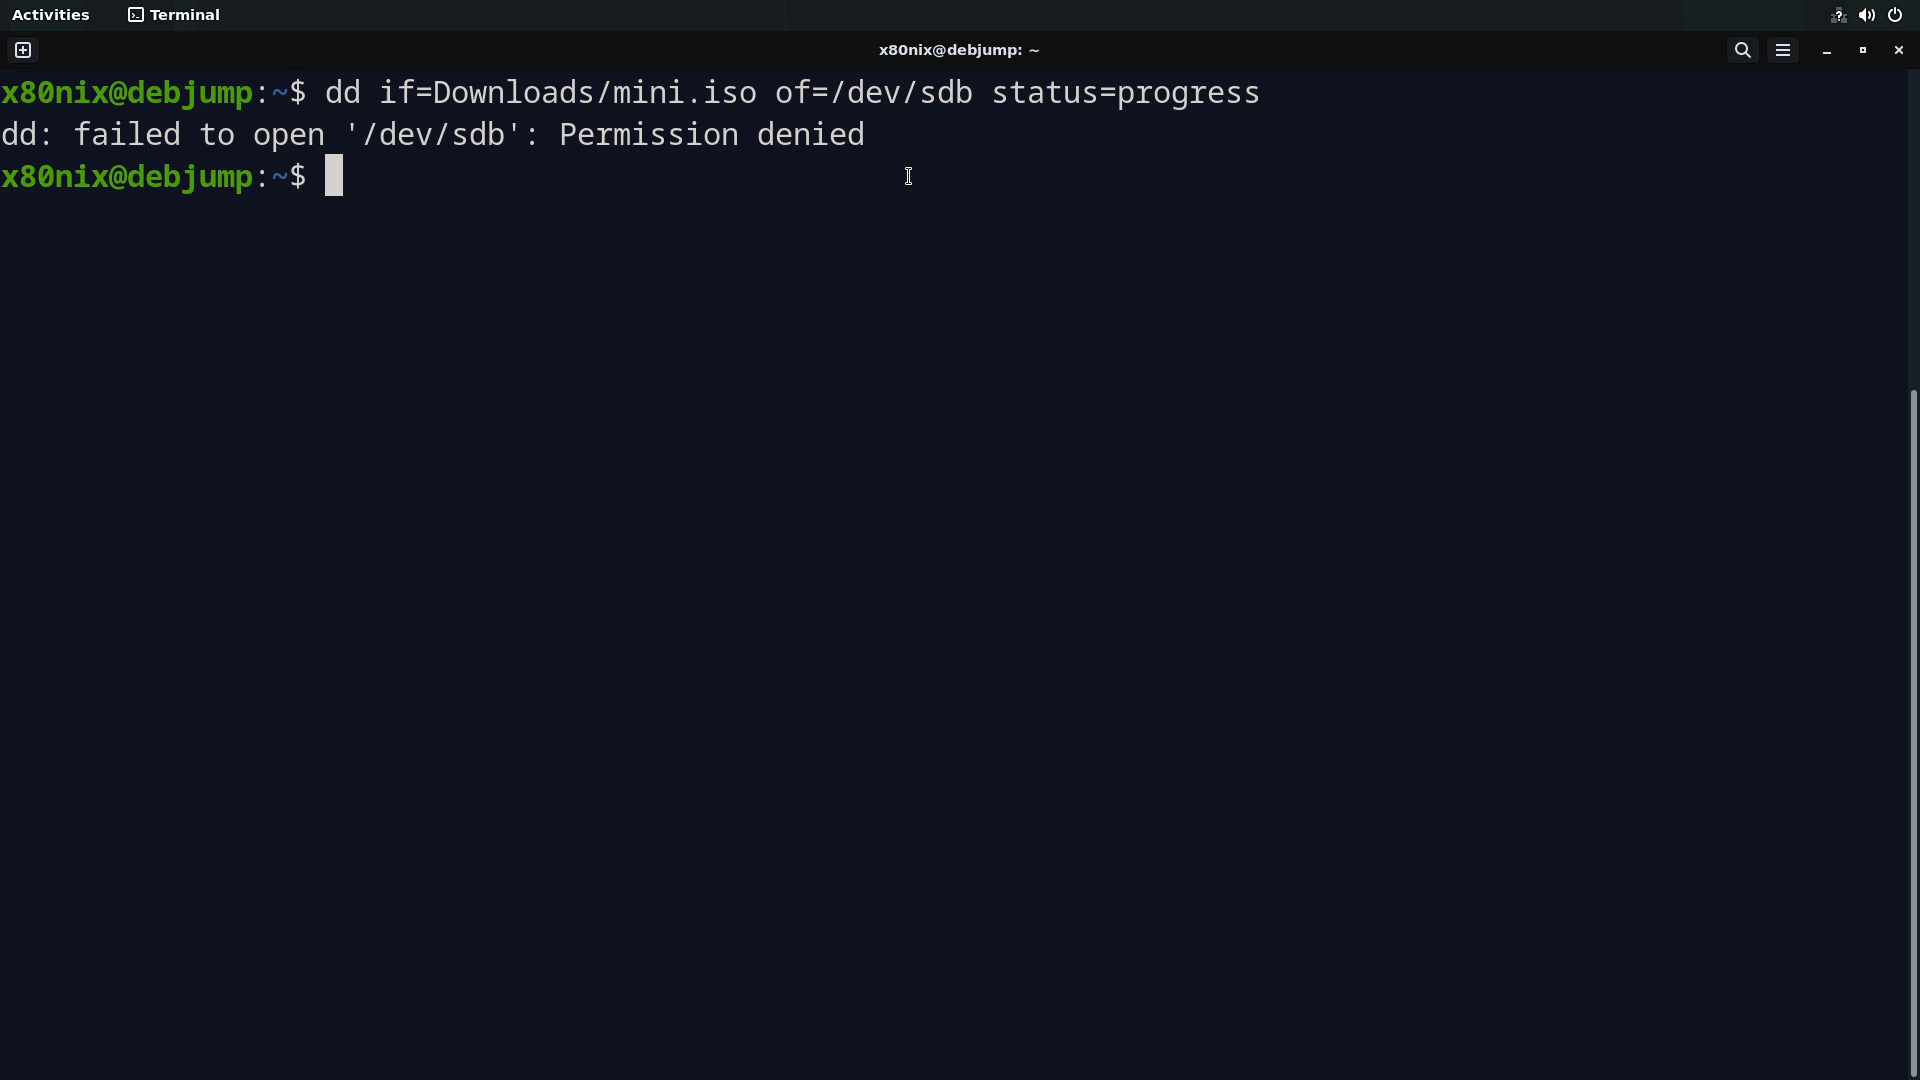 Activities Terminal
x80nix@debjump: ~
x80nix@debjump:~$ dd if=Downloads/mini.iso of=/dev/sdb status=progress
dd: failed to open '/dev/sdb': Permission denied
x80nix@debjump:~$